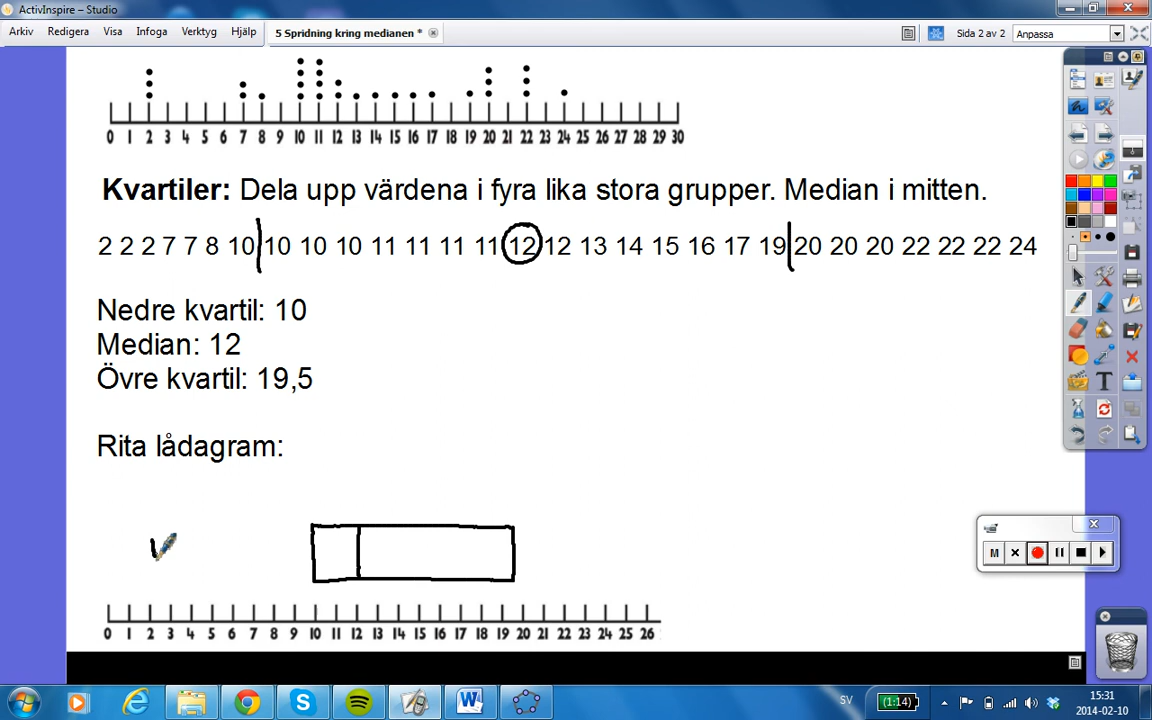 ActivInspire – Studio
Arkiv Redigera Visa Infoga Verktyg Hjälp 5 Spridning kring medianen * Sida 2 av 2 Anpassa
0 1 2 3 4 5 6 7 8 9 10 11 12 13 14 15 16 17 18 19 20 21 22 23 24 25 26 27 28 29 30
Kvartiler: Dela upp värdena i fyra lika stora grupper. Median i mitten.
2 2 2 7 7 8 10 10 10 10 11 11 11 11 12 12 13 14 15 16 17 19 20 20 20 22 22 22 24
Nedre kvartil: 10
Median: 12
Övre kvartil: 19,5
Rita lådagram:
M
0 1 2 3 4 5 6 7 8 9 10 11 12 13 14 15 16 17 18 19 20 21 22 23 24 25 26
SV (1:14) 15:31
2014-02-10